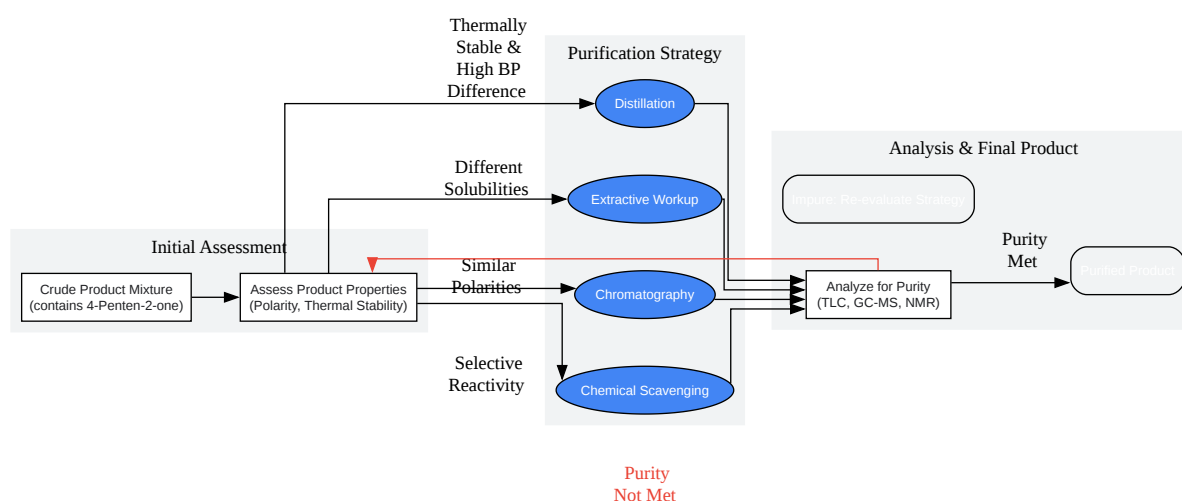 Thermally
Stable &
High BP
Difference
Purification Strategy
Distillation
Analysis & Final Product
Different
Solubilities
Extractive Workup
Impure: Re-evaluate Strategy
Initial Assessment
Purity
Met
Similar
Polarities
Crude Product Mixture
(contains 4-Penten-2-one)
Assess Product Properties
(Polarity, Thermal Stability)
Chromatography
Analyze for Purity
(TLC, GC-MS, NMR)
Purified Product
Selective
Reactivity
Chemical Scavenging
Purity
Not Met